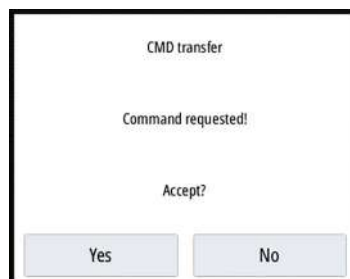 CMD transfer
Command requested!
Accept?
Yes
No